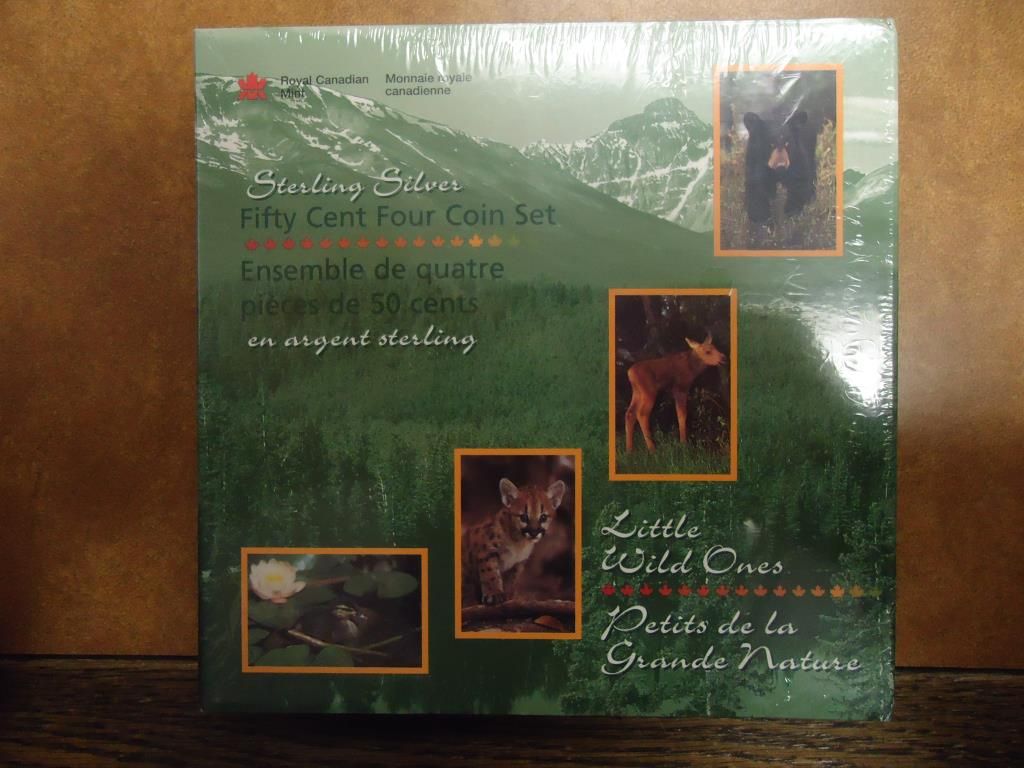 Royal Canadian
Mint
Monnaie royale
canadienne
Sterling Silver
Fifty Cent Four Coin Set
Ensemble de quatre
pièces de 50 cents
en argent sterling
Little
Wild Ones
Petits de la
Grande Nature